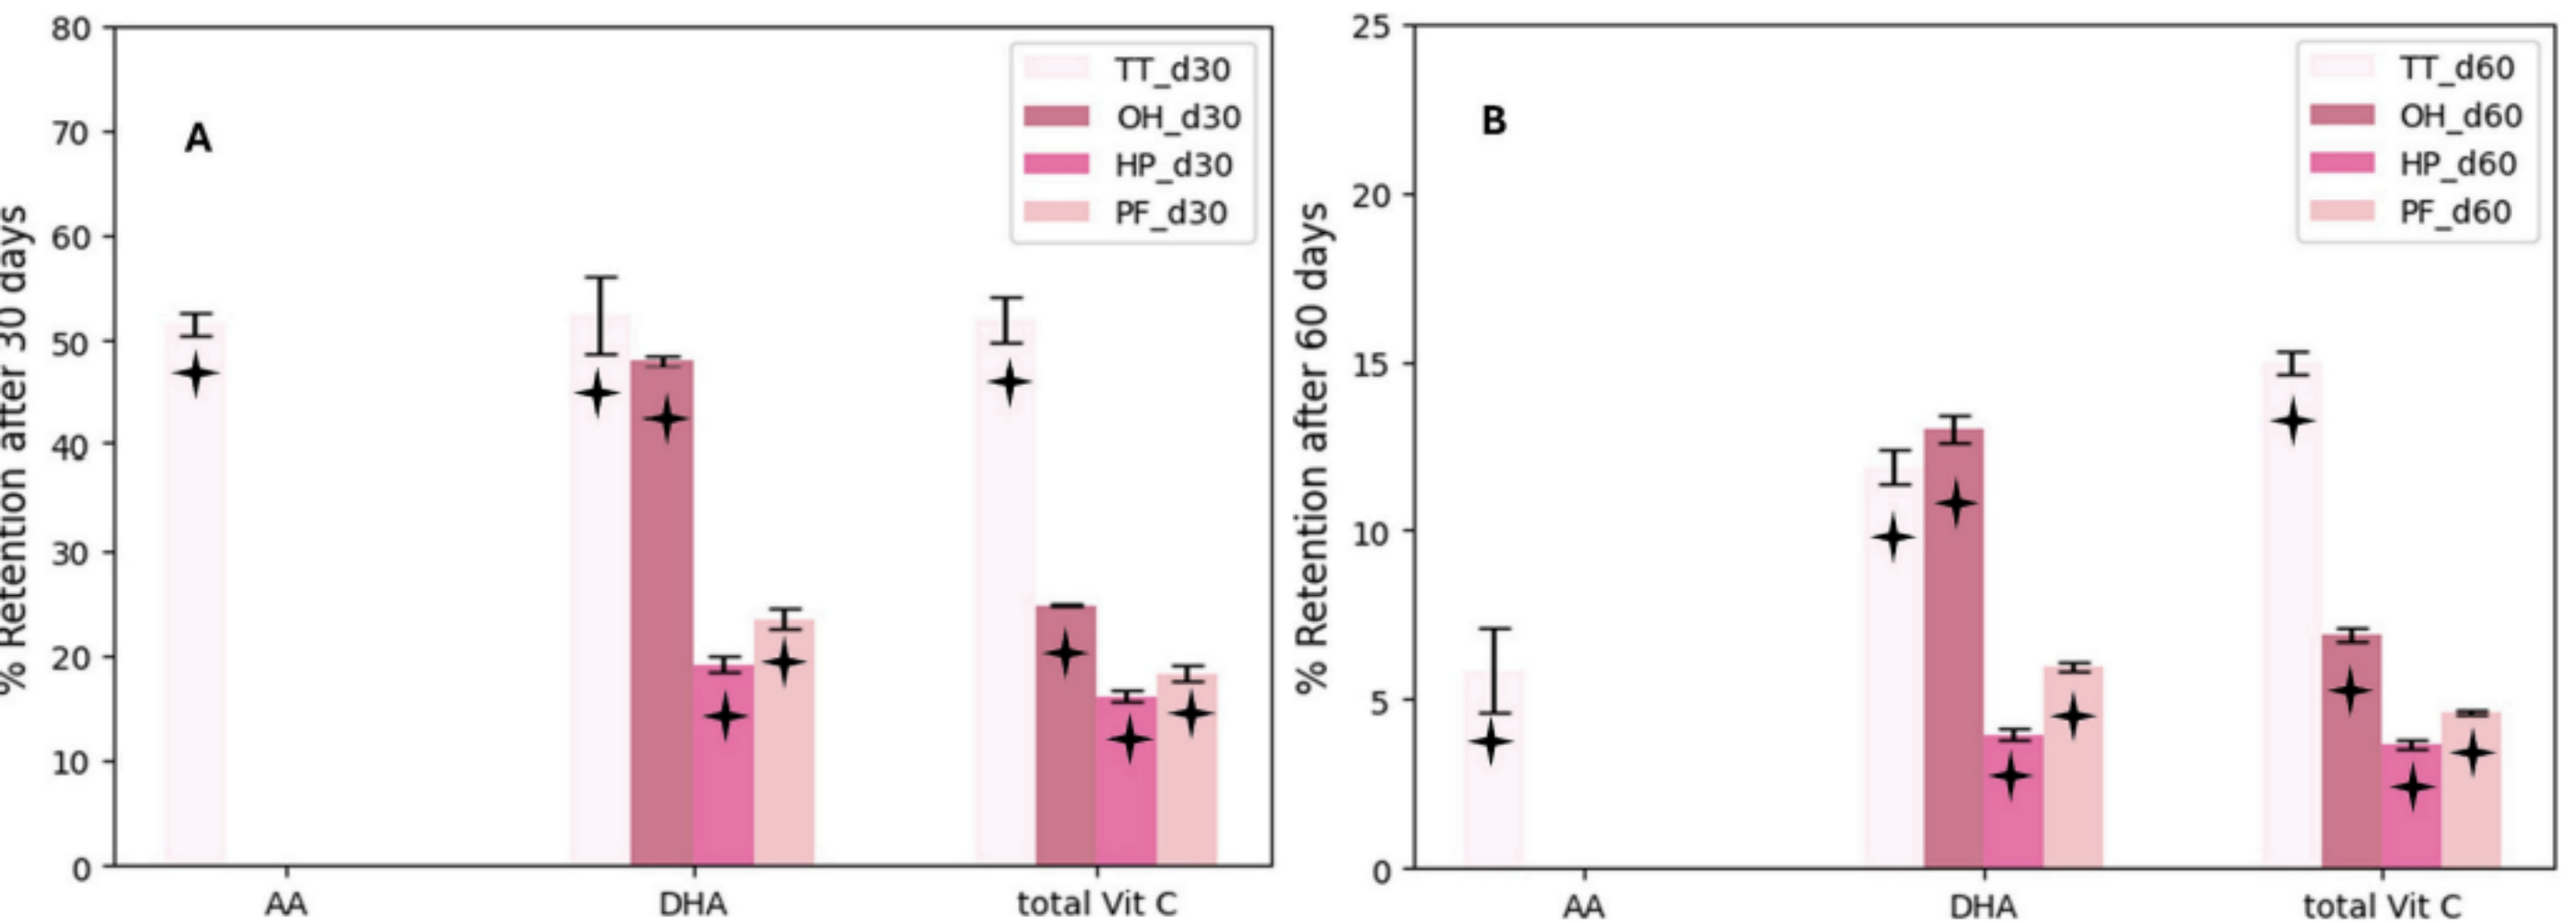 % Retention after 30 days
80
70
60
50
40
30
20
10
0
A
TT_d30
OH_d30
HP_d30
PF_d30
AA
DHA
total Vit C
% Retention after 60 days
25
20
15
10
5
0
B
TT_d60
OH_d60
HP_d60
PF_d60
AA
DHA
total Vit C